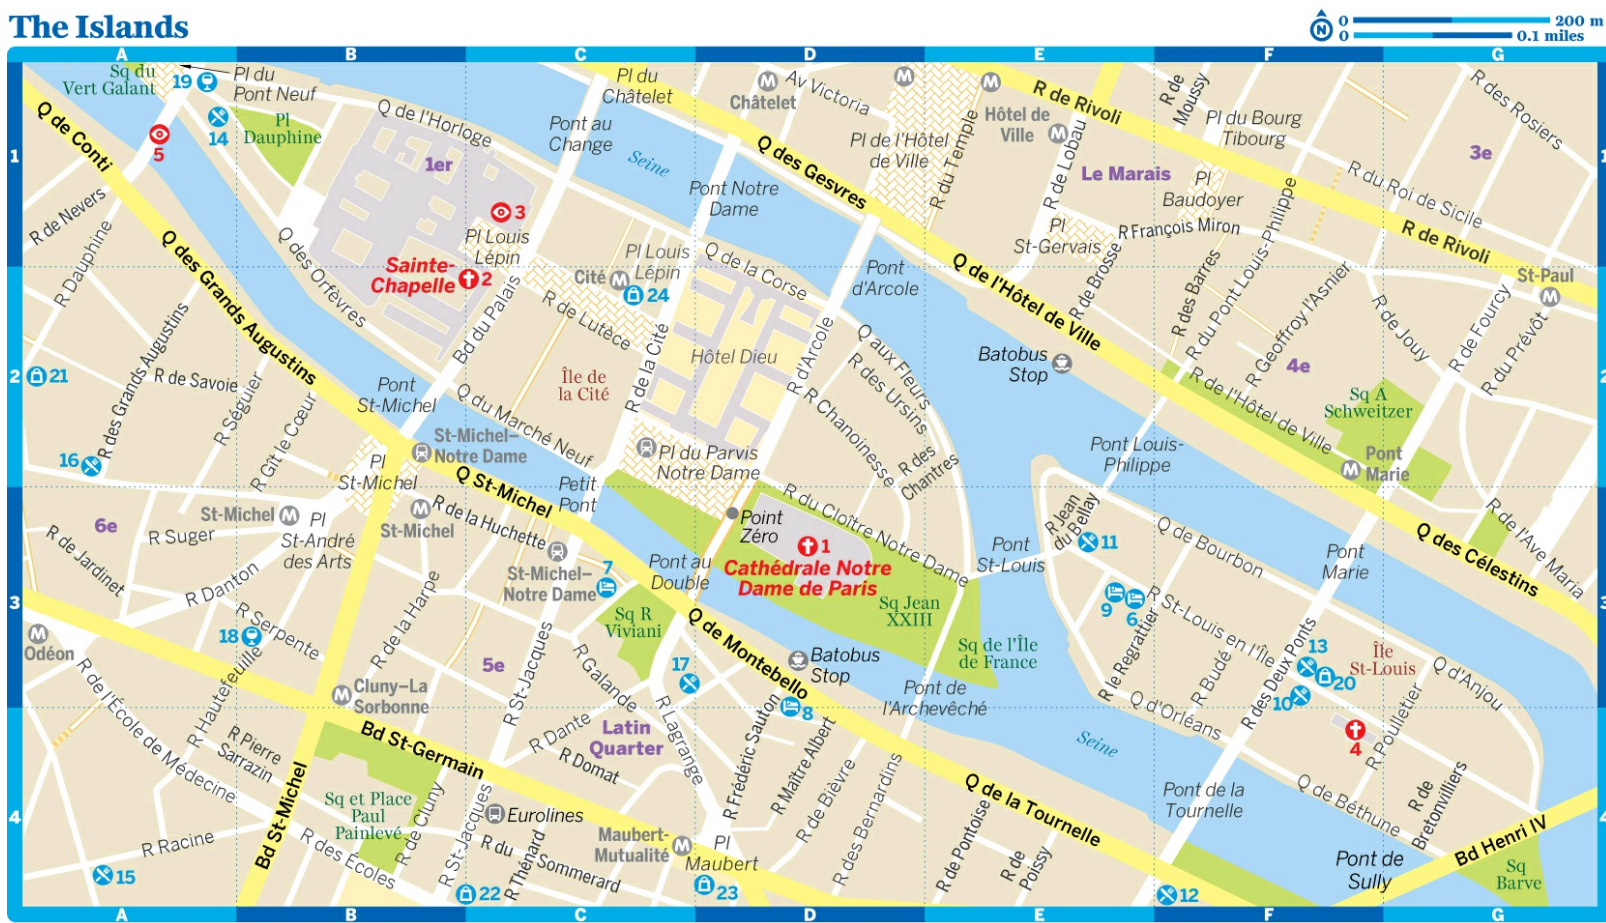 The Islands
0 200 m
0 0.1 miles
N
A B C D E F G
1
2
3
4
Sq du
Vert Galant
19
Pl du
Pont Neuf
14
5
Pl
Dauphine
Q de Conti
Q de l'Horloge
1er
3
Pl Louis
Lépin
Sainte-
Chapelle
2
Pont au
Change
Pl du
Châtelet
M
Châtelet
Av Victoria
M
Seine
Pont Notre
Dame
Q des Gesvres
Pl de l'Hôtel
de Ville
R du Temple
M
Hôtel de
Ville
M
R de Rivoli
R de Lobau
Le Marais
R de
Moussy
Pl du Bourg
Tibourg
Pl
Baudoyer
R François Miron
Pl
St-Gervais
R de Brosse
R des Barres
R du Pont Louis-Philippe
R Geoffroy l'Asnier
R du Roi de Sicile
R des Rosiers
3e
R de Rivoli
St-Paul
M
R de Fourcy
R du Prévôt
R de Jouy
4e
Sq A
Schweitzer
R de l'Hôtel de Ville
Pont
Marie
M
R de Nevers
R Dauphine
Q des Grands Augustins
Q des Orfèvres
Bd du Palais
Cité
M
Pl Louis
Lépin
24
R de Lutèce
R de la Cité
Q de la Corse
Hôtel Dieu
R d'Arcole
Pont
d'Arcole
Q de l'Hôtel de Ville
Batobus
Stop
Île de
la Cité
Q aux Fleurs
R des Ursins
R Chanoinesse
R des
Chantres
21
R de Savoie
R des Grands Augustins
R Séguier
R Gît le Cœur
16
Pont
St-Michel
St-Michel–
Notre Dame
Q du Marché Neuf
Pl
St-Michel
Q St-Michel
Petit
Pont
Pl du Parvis
Notre Dame
Point
Zéro
R du Cloître Notre Dame
1
Cathédrale Notre
Dame de Paris
Sq Jean
XXIII
Sq de l'Île
de France
Pont
St-Louis
Pont Louis-
Philippe
R Jean
du Bellay
11
Q de Bourbon
Pont
Marie
Q des Célestins
R de l'Ave Maria
6e
R Suger
St-Michel
M
Pl
St-André
des Arts
M
St-Michel
R de la Huchette
St-Michel–
Notre Dame
7
Pont au
Double
Sq R
Viviani
R de Jardinet
R Danton
R Serpente
18
M
Odéon
R de l'École de Médecine
R Hautefeuille
R de la Harpe
M
Cluny–La
Sorbonne
5e
R St-Jacques
R Galande
17
Q de Montebello
Batobus
Stop
8
Pont de
l'Archevêché
9
6
R St-Louis en l'Île
R le Regrattier
R Budé
R des Deux Ponts
13
20
10
Île
St-Louis
Q d'Anjou
Q d'Orléans
4
R Poulletier
R Pierre
Sarrazin
Bd St-Germain
R Dante
Latin
Quarter
R Domat
R Lagrange
R Frédéric Sauton
R Maître Albert
R de Bièvre
R des Bernardins
Seine
Q de la Tournelle
Pont de la
Tournelle
Q de Béthune
R de
Bretonvilliers
Bd Henri IV
Pont de
Sully
Sq
Barve
Sq et Place
Paul
Painlevé
R de Cluny
Bd St-Michel
R Racine
R des Écoles
15
Eurolines
R St-Jacques
R du Sommerard
R Thénard
22
Maubert-
Mutualité
M
Pl
Maubert
23
R de Pontoise
R de
Poissy
12
A B C D E F G